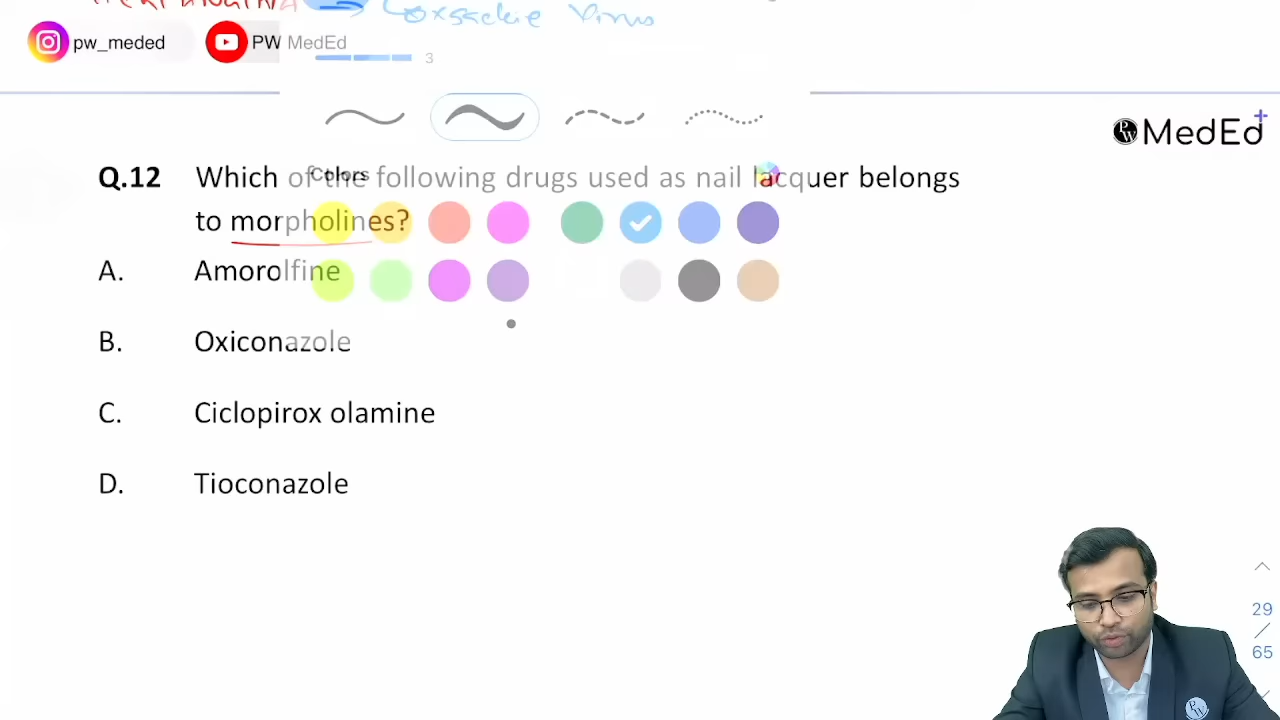 Coxsackie Virus
pw_meded
PW MedEd
3
MedEd+
Colors
Q.12 Which of the following drugs used as nail lacquer belongs
to morpholines?
A. Amorolfine
B. Oxiconazole
C. Ciclopirox olamine
D. Tioconazole
29
/
65